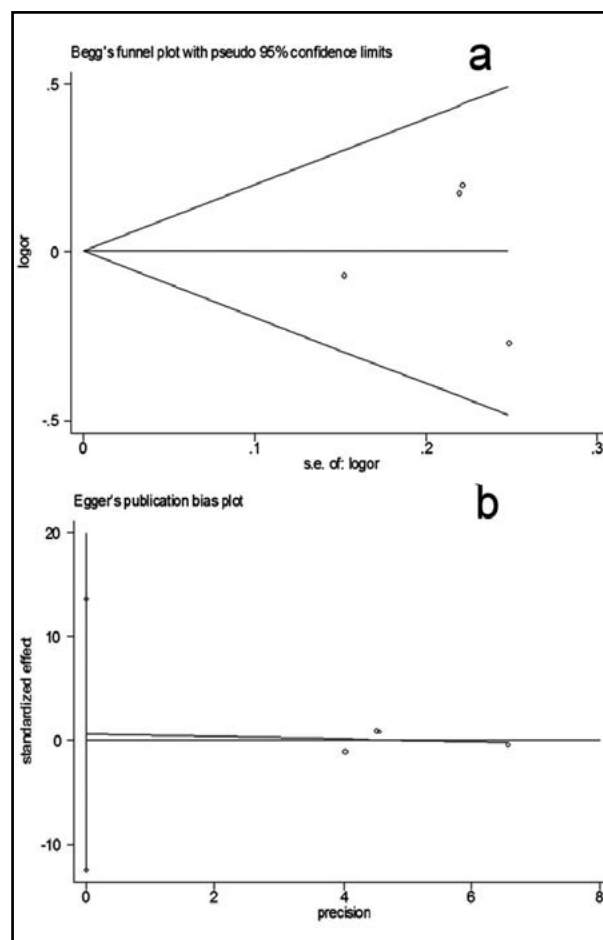 Begg's funnel plot with pseudo 95% confidence limits
a
.5
0
-.5
logor
0
.1
.2
.3
s.e. of: logor
Egger's publication bias plot
b
20
10
0
-10
standardized effect
0
2
4
6
8
precision